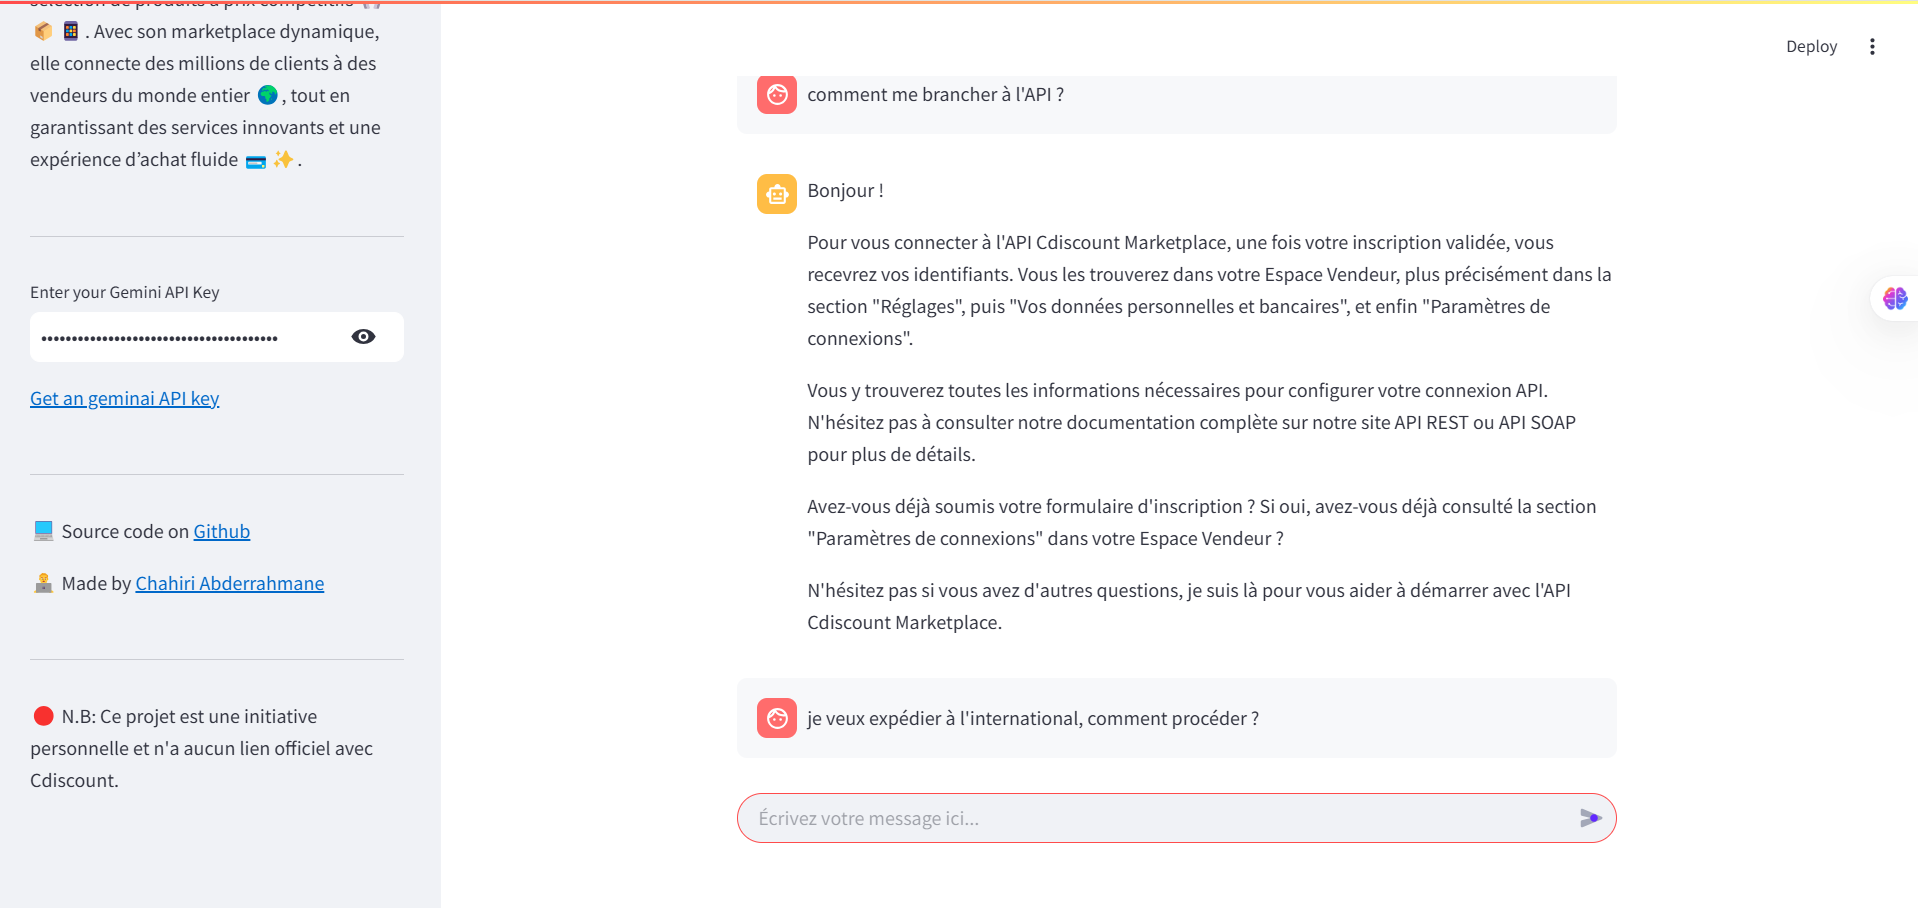 sélection de produits à prix compétitifs
. Avec son marketplace dynamique,
elle connecte des millions de clients à des
vendeurs du monde entier , tout en
garantissant des services innovants et une
expérience d’achat fluide .
Enter your Gemini API Key
Get an geminai API key
Source code on Github
Made by Chahiri Abderrahmane
N.B: Ce projet est une initiative
personnelle et n'a aucun lien officiel avec
Cdiscount.
Deploy
comment me brancher à l'API ?
Bonjour !
Pour vous connecter à l'API Cdiscount Marketplace, une fois votre inscription validée, vous
recevrez vos identifiants. Vous les trouverez dans votre Espace Vendeur, plus précisément dans la
section "Réglages", puis "Vos données personnelles et bancaires", et enfin "Paramètres de
connexions".
Vous y trouverez toutes les informations nécessaires pour configurer votre connexion API.
N'hésitez pas à consulter notre documentation complète sur notre site API REST ou API SOAP
pour plus de détails.
Avez-vous déjà soumis votre formulaire d'inscription ? Si oui, avez-vous déjà consulté la section
"Paramètres de connexions" dans votre Espace Vendeur ?
N'hésitez pas si vous avez d'autres questions, je suis là pour vous aider à démarrer avec l'API
Cdiscount Marketplace.
je veux expédier à l'international, comment procéder ?
Écrivez votre message ici...